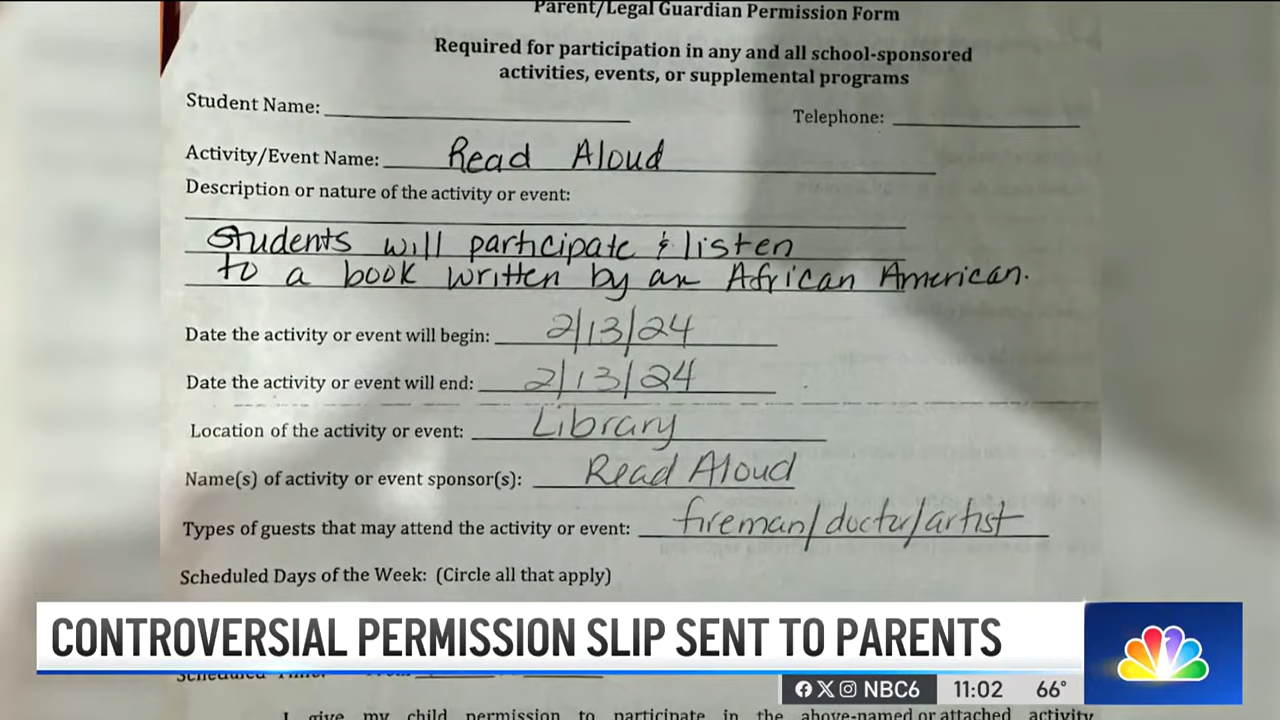 Parent/Legal Guardian Permission Form
Required for participation in any and all school-sponsored
activities, events, or supplemental programs
Student Name:
Telephone:
Activity/Event Name: Read Aloud
Description or nature of the activity or event:
Students will participate & listen
to a book written by an African American.
Date the activity or event will begin: 2/13/24
Date the activity or event will end: 2/13/24
Location of the activity or event: Library
Name(s) of activity or event sponsor(s): Read Aloud
Types of guests that may attend the activity or event: fireman/doctor/artist
Scheduled Days of the Week: (Circle all that apply)
CONTROVERSIAL PERMISSION SLIP SENT TO PARENTS
NBC6 11:02 66°
I give my child permission to participate in the above-named or attached activity